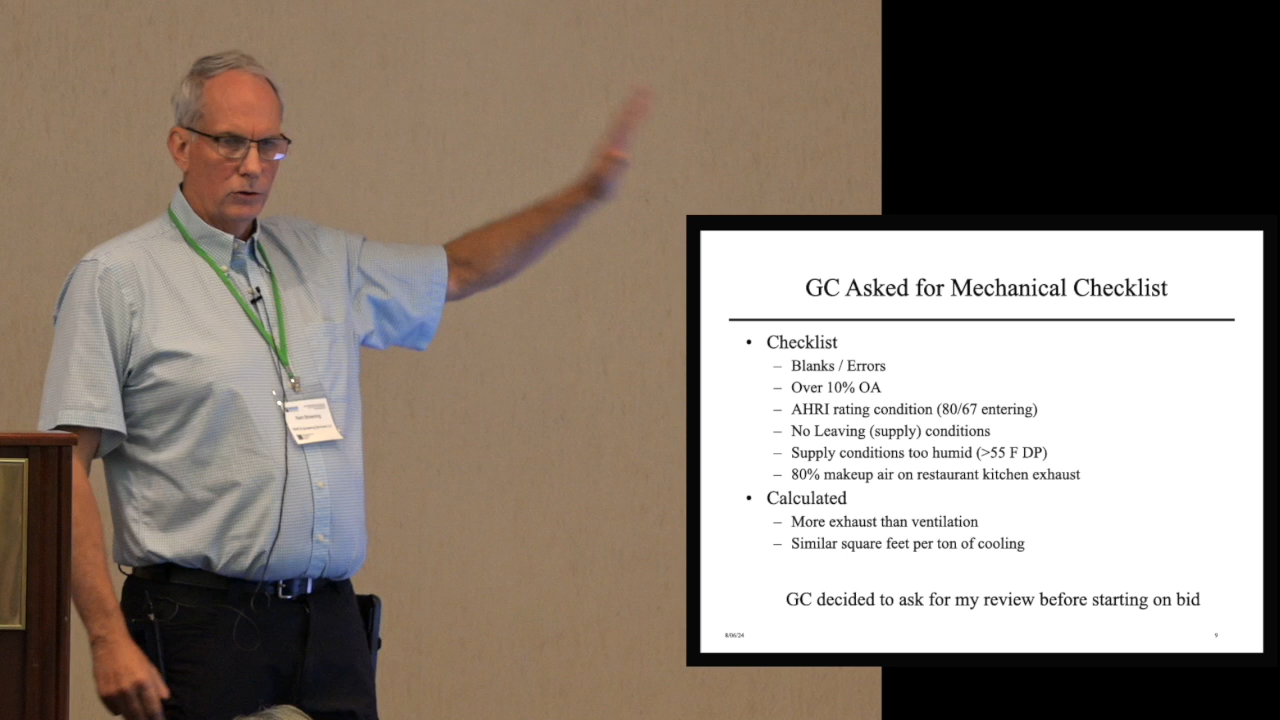 GC Asked for Mechanical Checklist
• Checklist
– Blanks / Errors
– Over 10% OA
– AHRI rating condition (80/67 entering)
– No Leaving (supply) conditions
– Supply conditions too humid (>55 F DP)
– 80% makeup air on restaurant kitchen exhaust
• Calculated
– More exhaust than ventilation
– Similar square feet per ton of cooling
GC decided to ask for my review before starting on bid
8/06/24
9